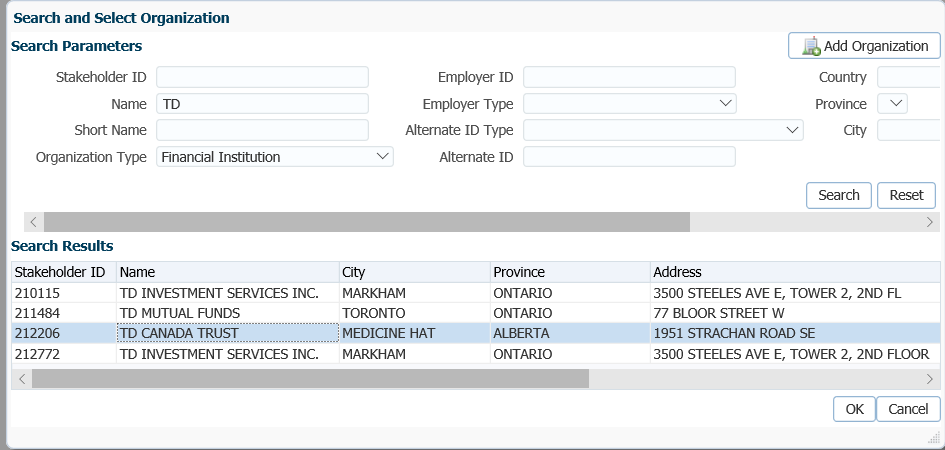 Search and Select Organization
Search Parameters
Add Organization
Stakeholder ID Employer ID Country
Name TD Employer Type Province
Short Name Alternate ID Type City
Organization Type Financial Institution Alternate ID
Search Reset
Search Results
Stakeholder ID Name City Province Address
210115 TD INVESTMENT SERVICES INC. MARKHAM ONTARIO 3500 STEELES AVE E, TOWER 2, 2ND FL
211484 TD MUTUAL FUNDS TORONTO ONTARIO 77 BLOOR STREET W
212206 TD CANADA TRUST MEDICINE HAT ALBERTA 1951 STRACHAN ROAD SE
212772 TD INVESTMENT SERVICES INC. MARKHAM ONTARIO 3500 STEELES AVE E, TOWER 2, 2ND FLOOR
OK Cancel